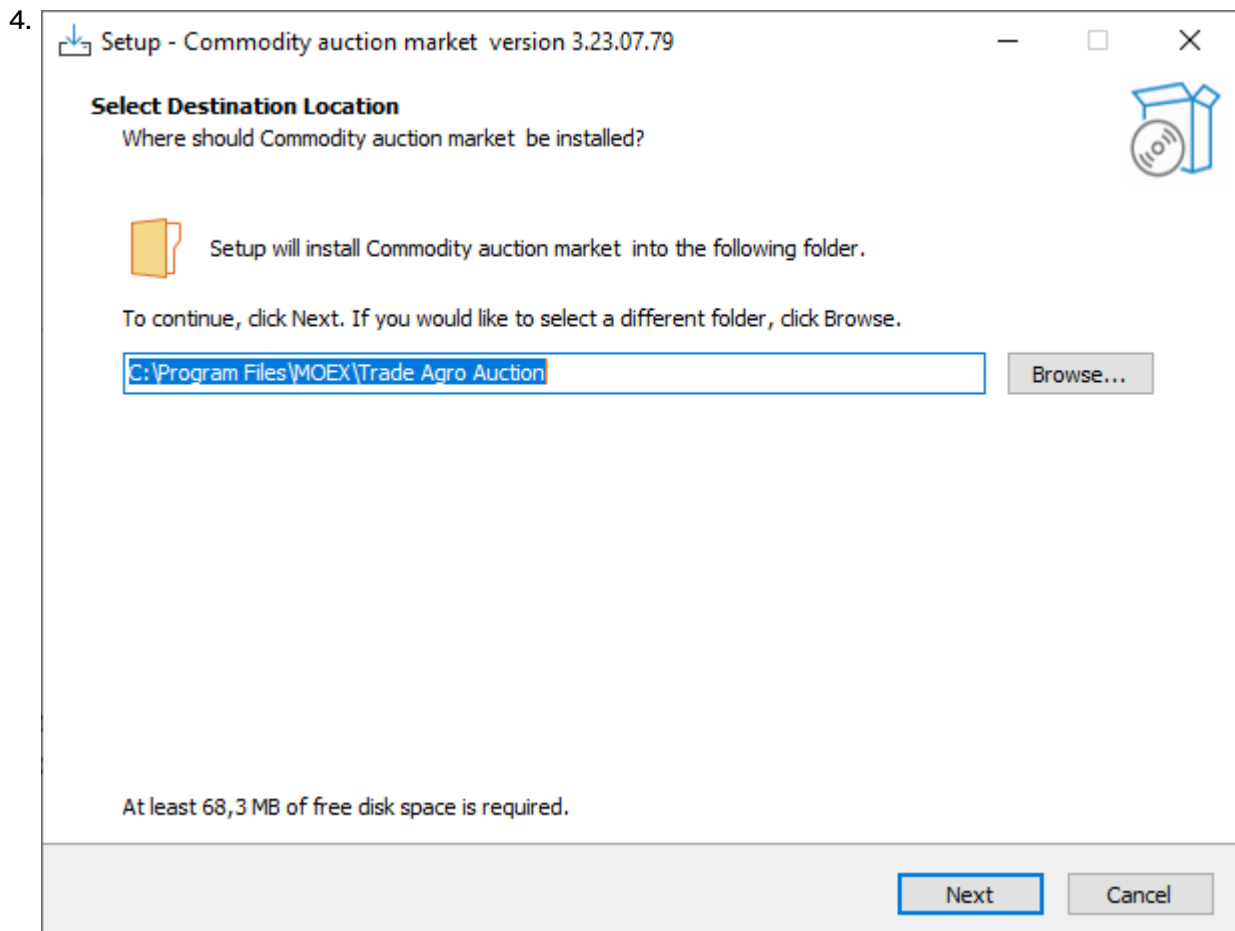 4.
Setup - Commodity auction market  version 3.23.07.79
Select Destination Location
Where should Commodity auction market  be installed?
Setup will install Commodity auction market  into the following folder.
To continue, click Next. If you would like to select a different folder, click Browse.
C:\Program Files\MOEX\Trade Agro Auction
Browse...
At least 68,3 MB of free disk space is required.
Next
Cancel